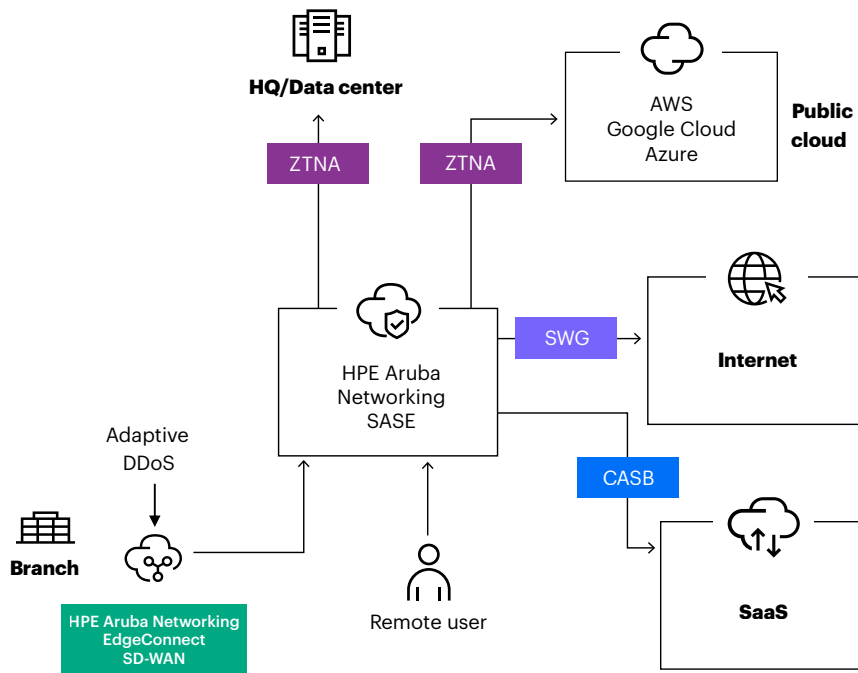 HQ/Data center
AWS
Google Cloud
Azure
Public
cloud
ZTNA
ZTNA
SWG
Internet
HPE Aruba
Networking
SASE
Adaptive
DDoS
CASB
Branch
HPE Aruba Networking
EdgeConnect
SD-WAN
Remote user
SaaS